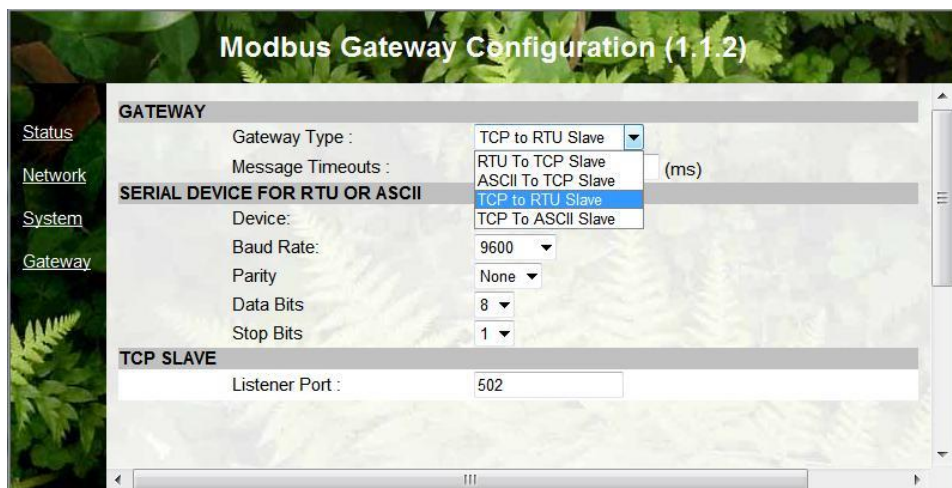 Modbus Gateway Configuration (1.1.2)
Status
Network
System
Gateway
GATEWAY
Gateway Type : TCP to RTU Slave
RTU To TCP Slave
ASCII To TCP Slave
TCP to RTU Slave
TCP To ASCII Slave
Message Timeouts : (ms)
SERIAL DEVICE FOR RTU OR ASCII
Device:
Baud Rate: 9600
Parity None
Data Bits 8
Stop Bits 1
TCP SLAVE
Listener Port : 502